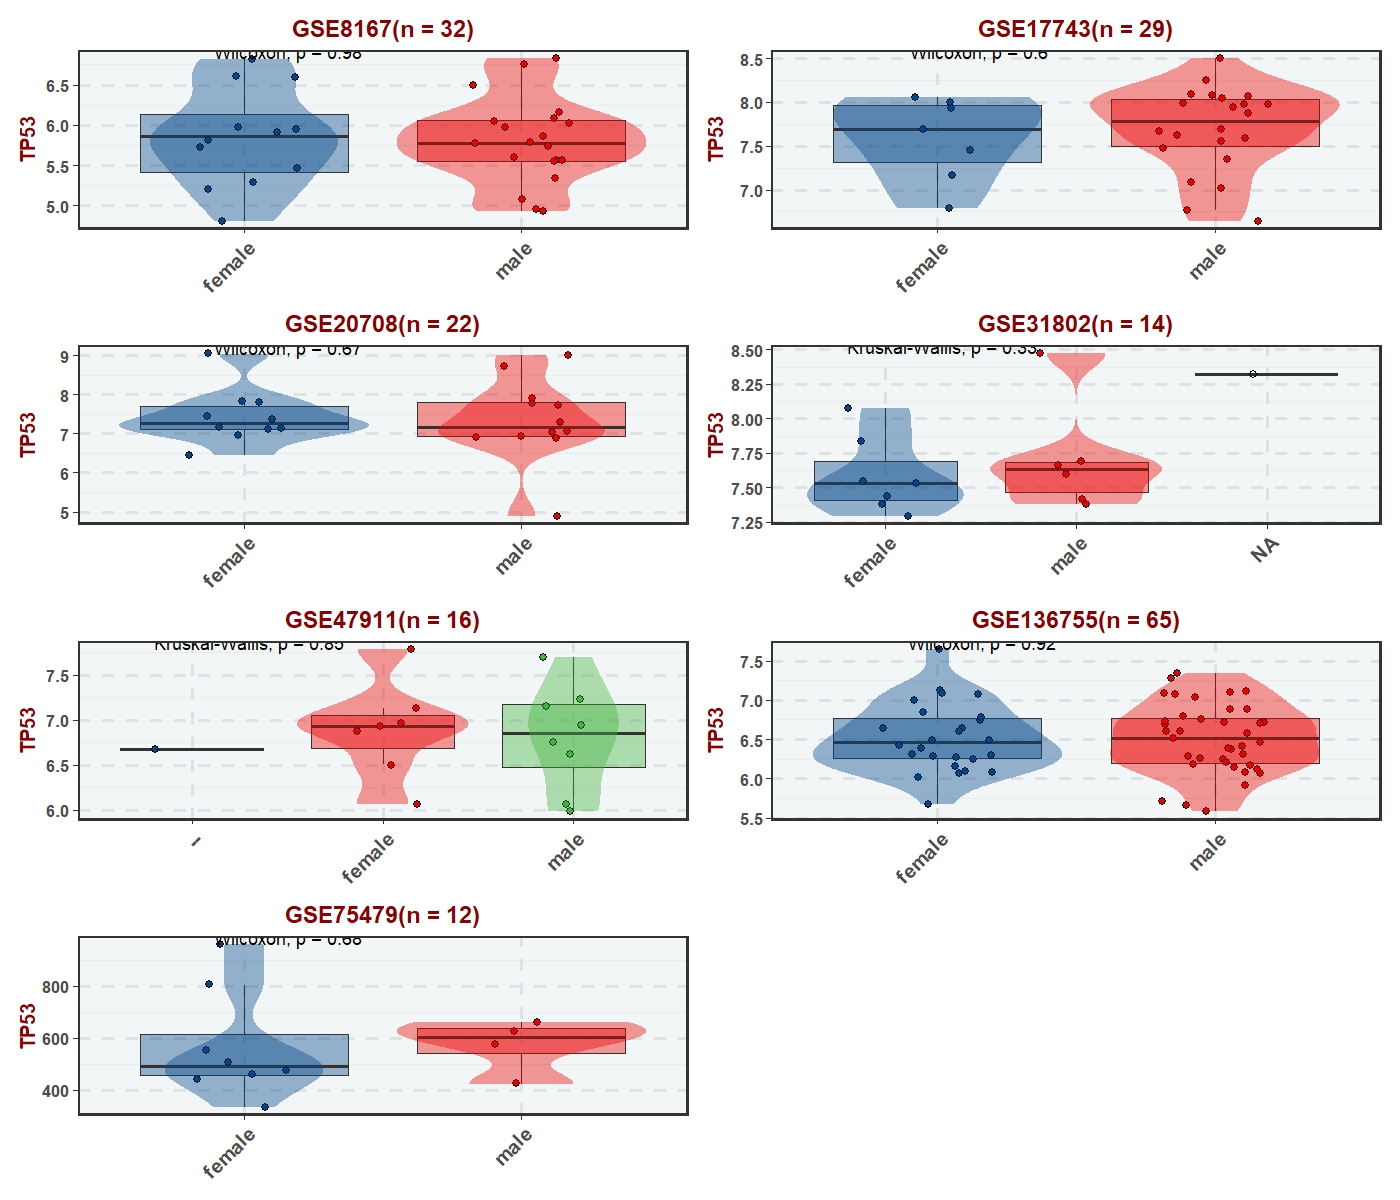 GSE8167(n = 32)
Wilcoxon, p = 0.98
TP53
6.5
6.0
5.5
5.0
female
male
GSE17743(n = 29)
Wilcoxon, p = 0.6
TP53
8.5
8.0
7.5
7.0
female
male
GSE20708(n = 22)
Wilcoxon, p = 0.67
TP53
9
8
7
6
5
female
male
GSE31802(n = 14)
Kruskal-Wallis, p = 0.33
TP53
8.50
8.25
8.00
7.75
7.50
7.25
female
male
NA
GSE47911(n = 16)
Kruskal-Wallis, p = 0.85
TP53
7.5
7.0
6.5
6.0
–
female
male
GSE136755(n = 65)
Wilcoxon, p = 0.92
TP53
7.5
7.0
6.5
6.0
5.5
female
male
GSE75479(n = 12)
Wilcoxon, p = 0.68
TP53
800
600
400
female
male